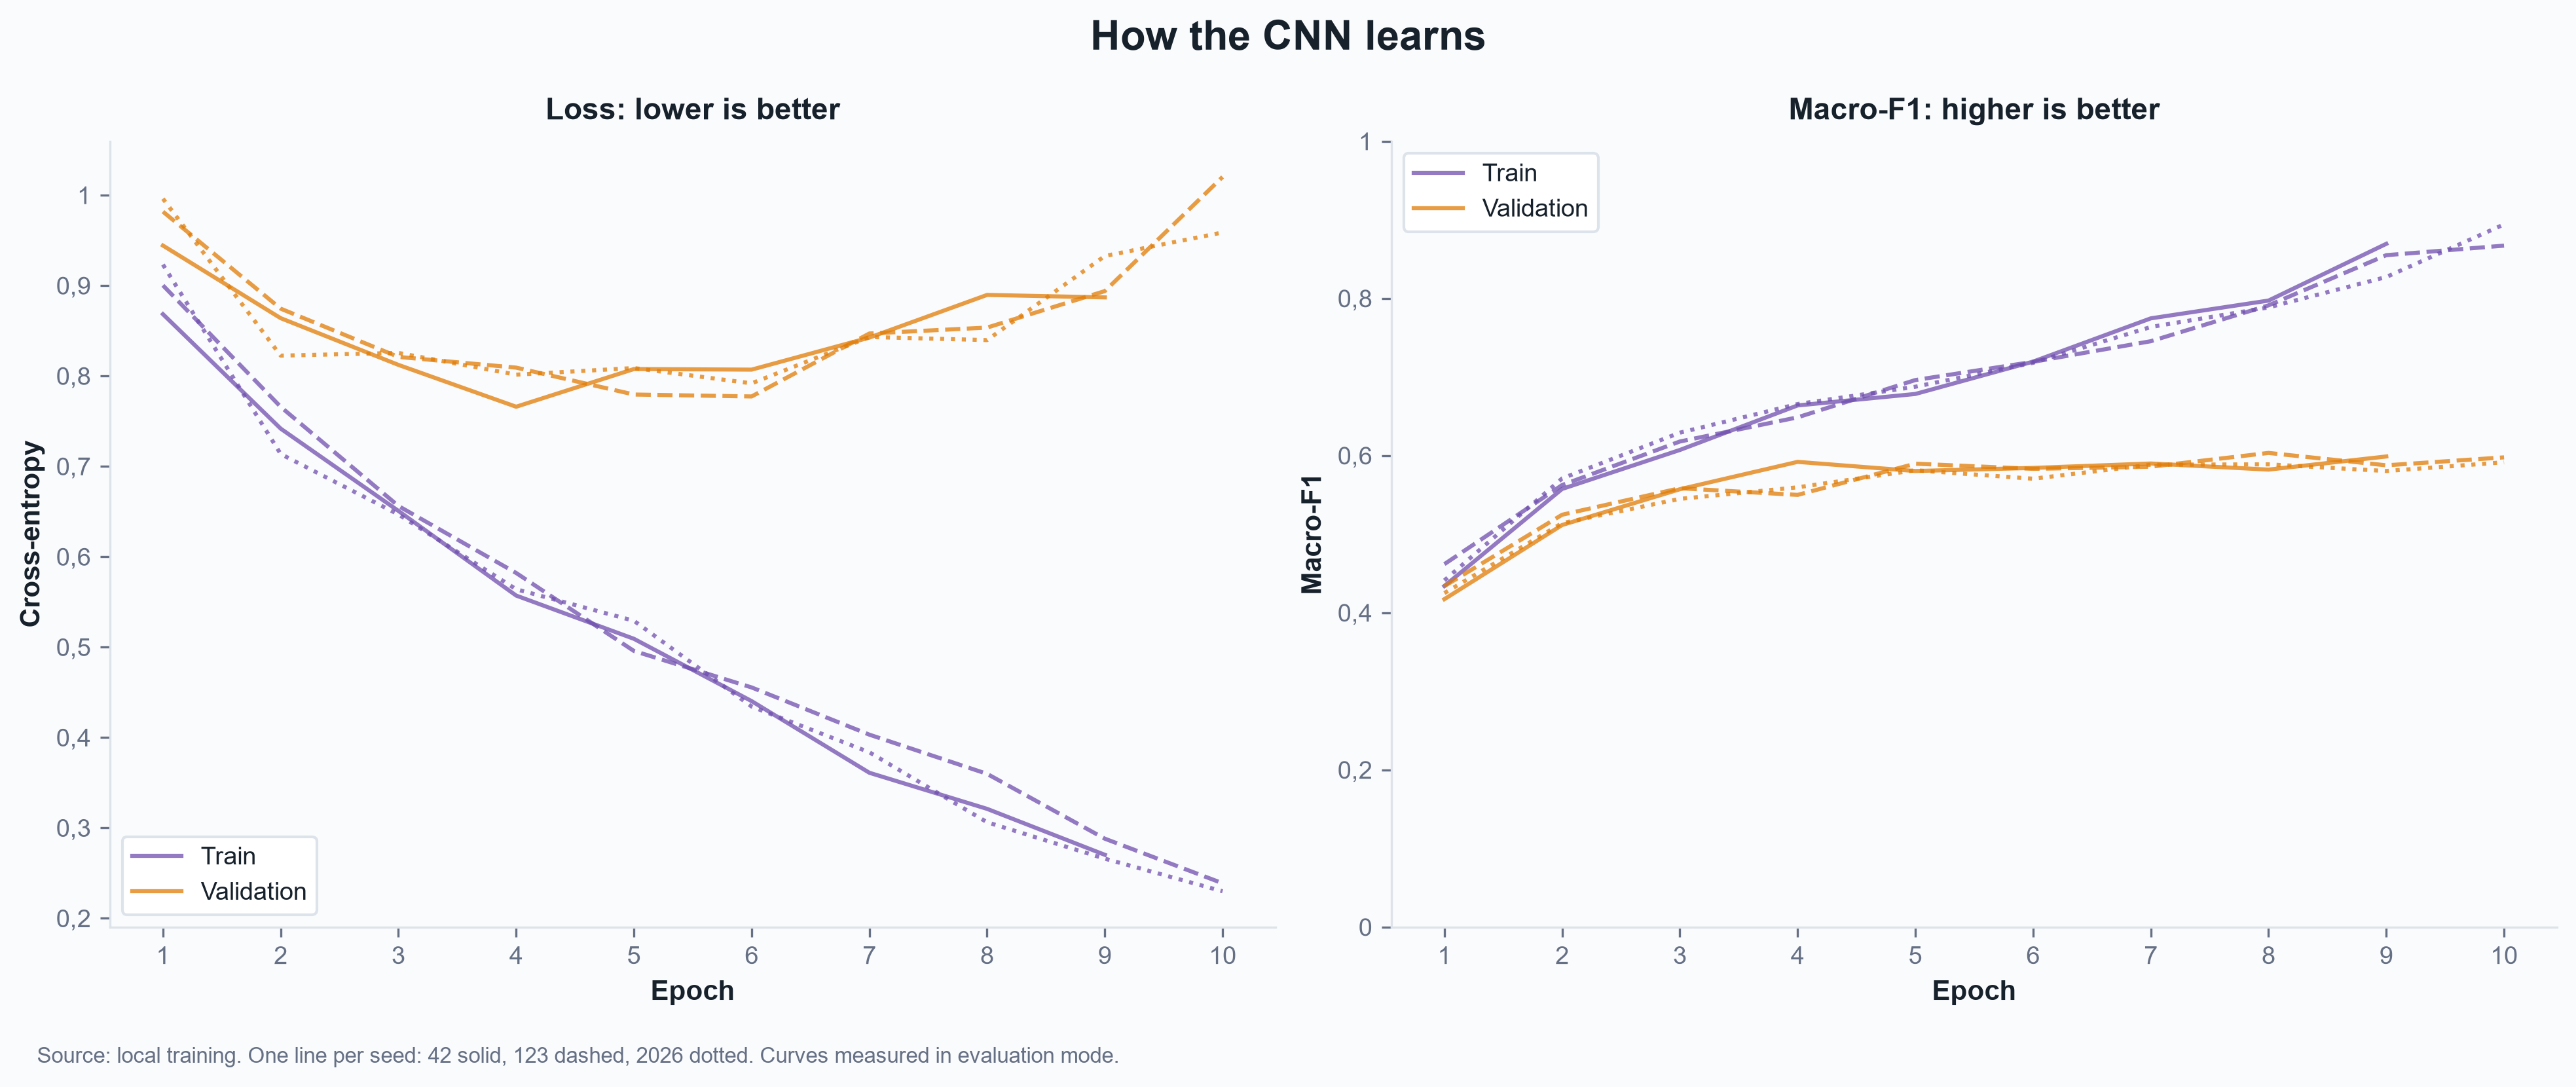 How the CNN learns
Loss: lower is better
Cross-entropy
1
0,9
0,8
0,7
0,6
0,5
0,4
0,3
0,2
Train
Validation
1 2 3 4 5 6 7 8 9 10
Epoch
Macro-F1: higher is better
Macro-F1
1
0,8
0,6
0,4
0,2
0
Train
Validation
1 2 3 4 5 6 7 8 9 10
Epoch
Source: local training. One line per seed: 42 solid, 123 dashed, 2026 dotted. Curves measured in evaluation mode.